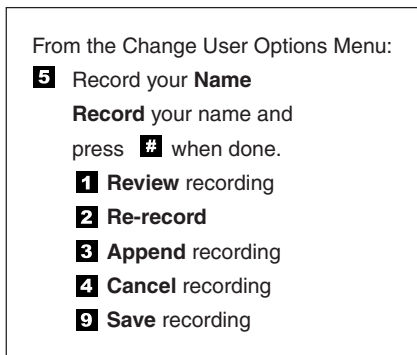 From the Change User Options Menu:
5 Record your Name
Record your name and
press # when done.
1 Review recording
2 Re-record
3 Append recording
4 Cancel recording
9 Save recording